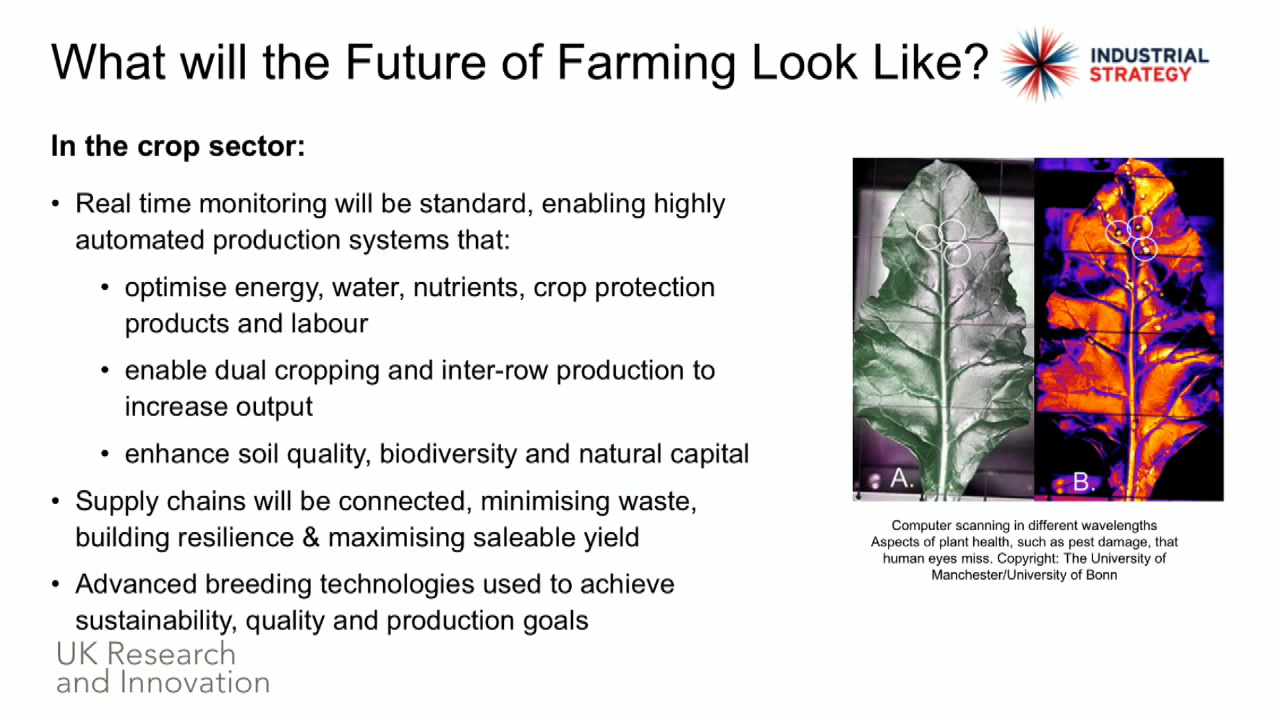 What will the Future of Farming Look Like?
INDUSTRIAL
STRATEGY
In the crop sector:
• Real time monitoring will be standard, enabling highly
automated production systems that:
• optimise energy, water, nutrients, crop protection
products and labour
• enable dual cropping and inter-row production to
increase output
• enhance soil quality, biodiversity and natural capital
• Supply chains will be connected, minimising waste,
building resilience & maximising saleable yield
• Advanced breeding technologies used to achieve
sustainability, quality and production goals
A.
B.
Computer scanning in different wavelengths
Aspects of plant health, such as pest damage, that
human eyes miss. Copyright: The University of
Manchester/University of Bonn
UK Research
and Innovation